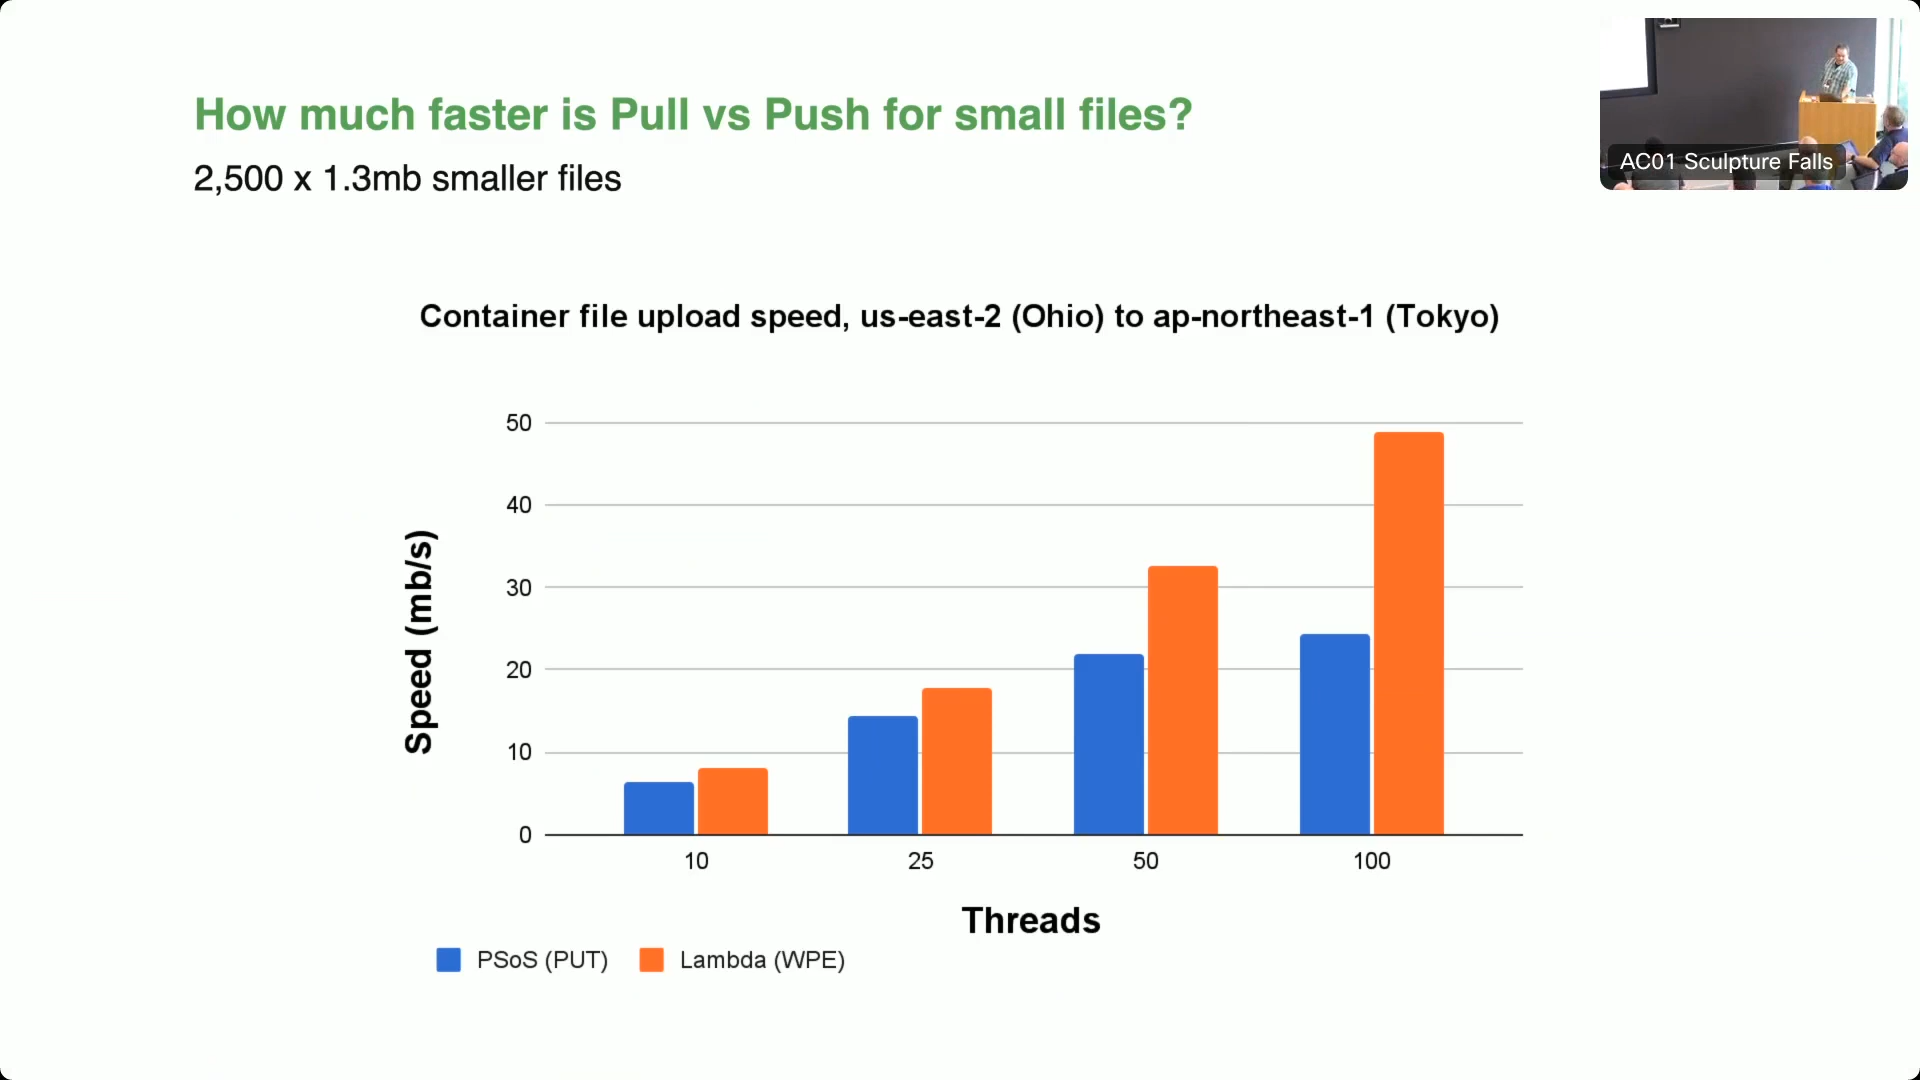 How much faster is Pull vs Push for small files?
2,500 x 1.3mb smaller files
AC01 Sculpture Falls
Container file upload speed, us-east-2 (Ohio) to ap-northeast-1 (Tokyo)
Speed (mb/s)
50
40
30
20
10
0
10 25 50 100
Threads
PSoS (PUT) Lambda (WPE)